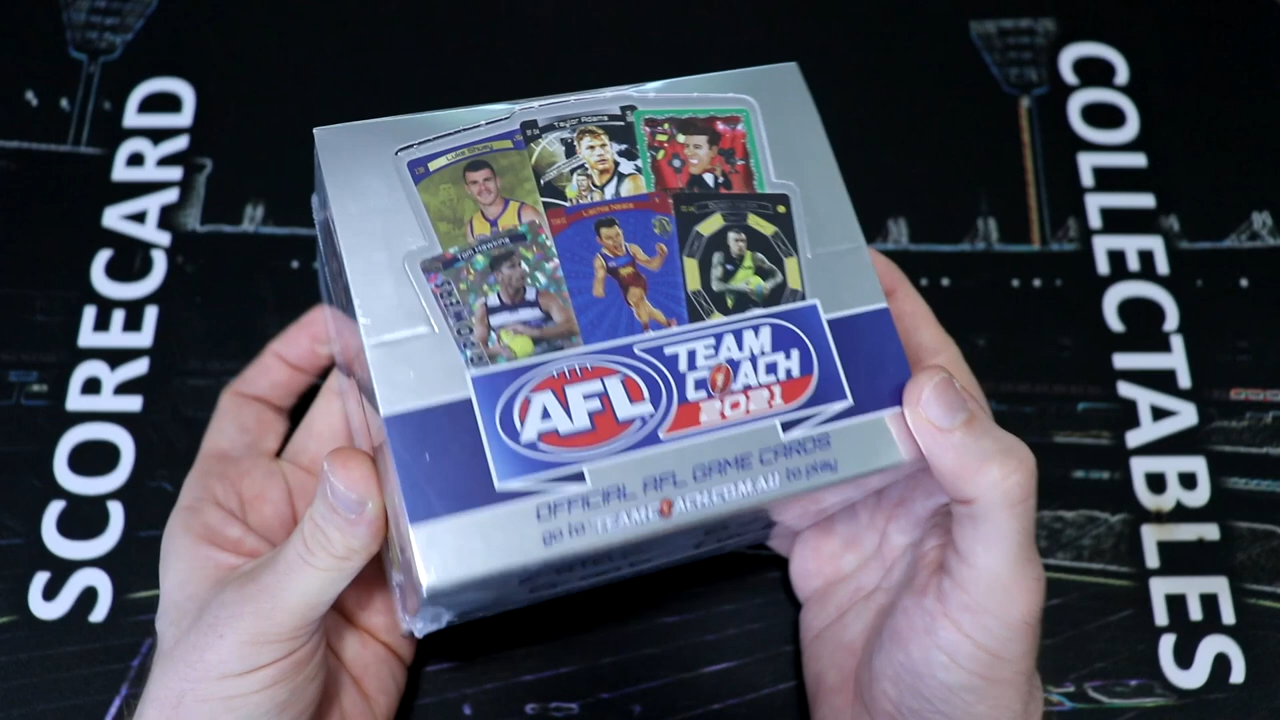 SCORECARD
COLLECTABLES
Luke Shuey
Taylor Adams
Tom Hawkins
Lachie Neale
AFL
TEAM
COACH
2021
OFFICIAL AFL GAME CARDS
go to TEAMCOACH.COM.AU to play